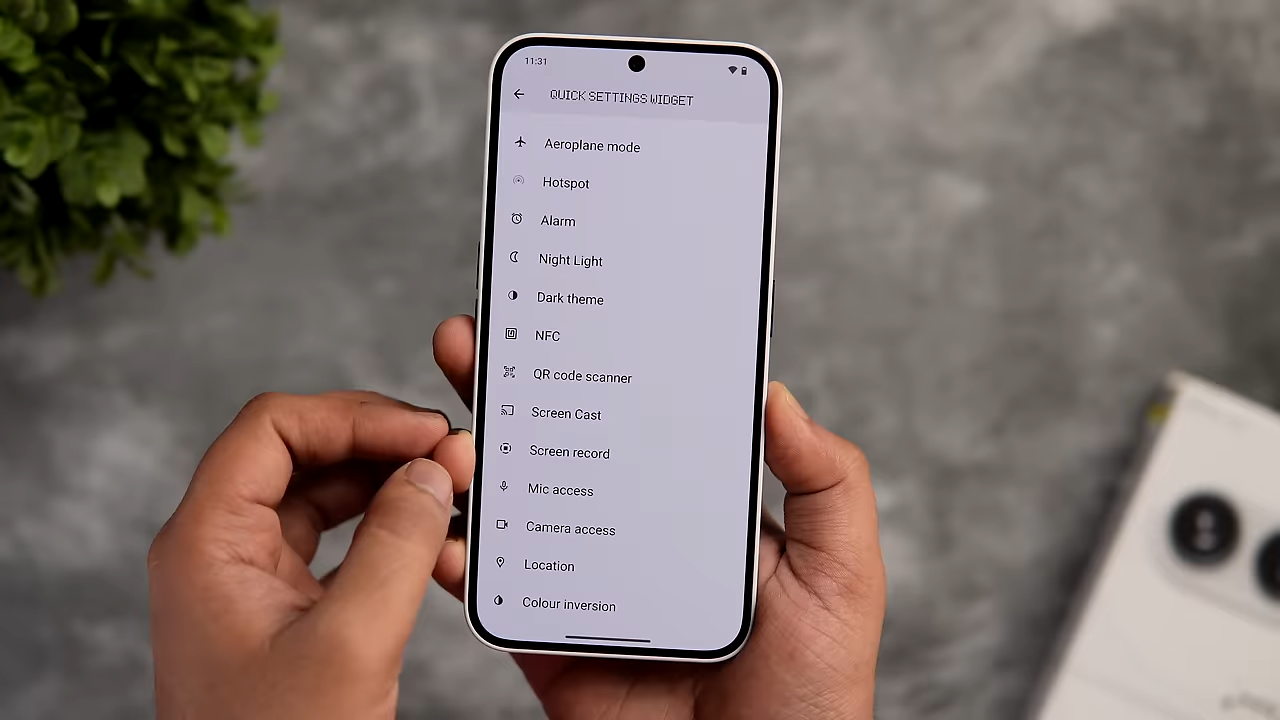 11:31
QUICK SETTINGS WIDGET
Aeroplane mode
Hotspot
Alarm
Night Light
Dark theme
NFC
QR code scanner
Screen Cast
Screen record
Mic access
Camera access
Location
Colour inversion